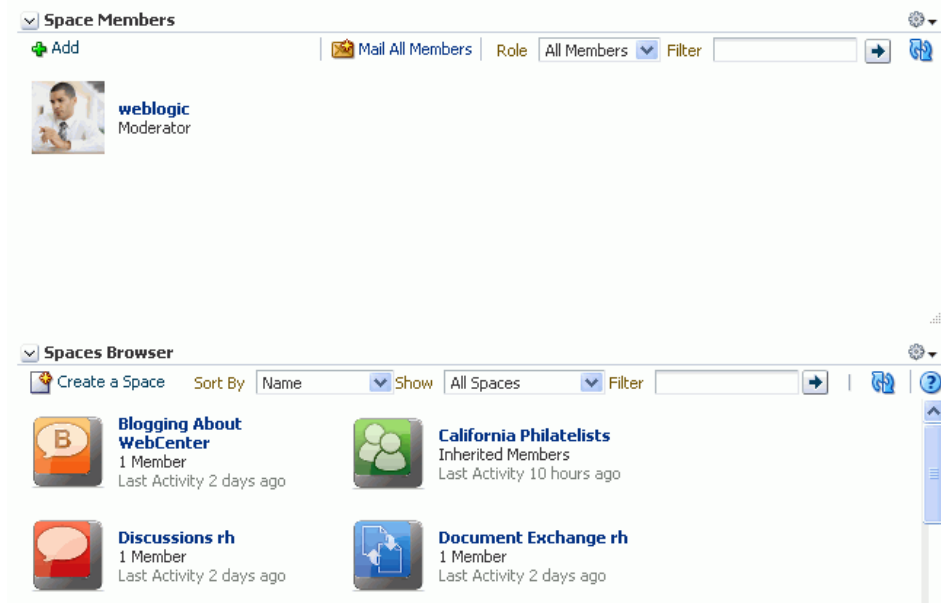 Space Members
Add
Mail All Members
Role
All Members
Filter
weblogic
Moderator
Spaces Browser
Create a Space
Sort By
Name
Show
All Spaces
Filter
?
B
Blogging About
WebCenter
1 Member
Last Activity 2 days ago
California Philatelists
Inherited Members
Last Activity 10 hours ago
Discussions rh
1 Member
Last Activity 2 days ago
Document Exchange rh
1 Member
Last Activity 2 days ago